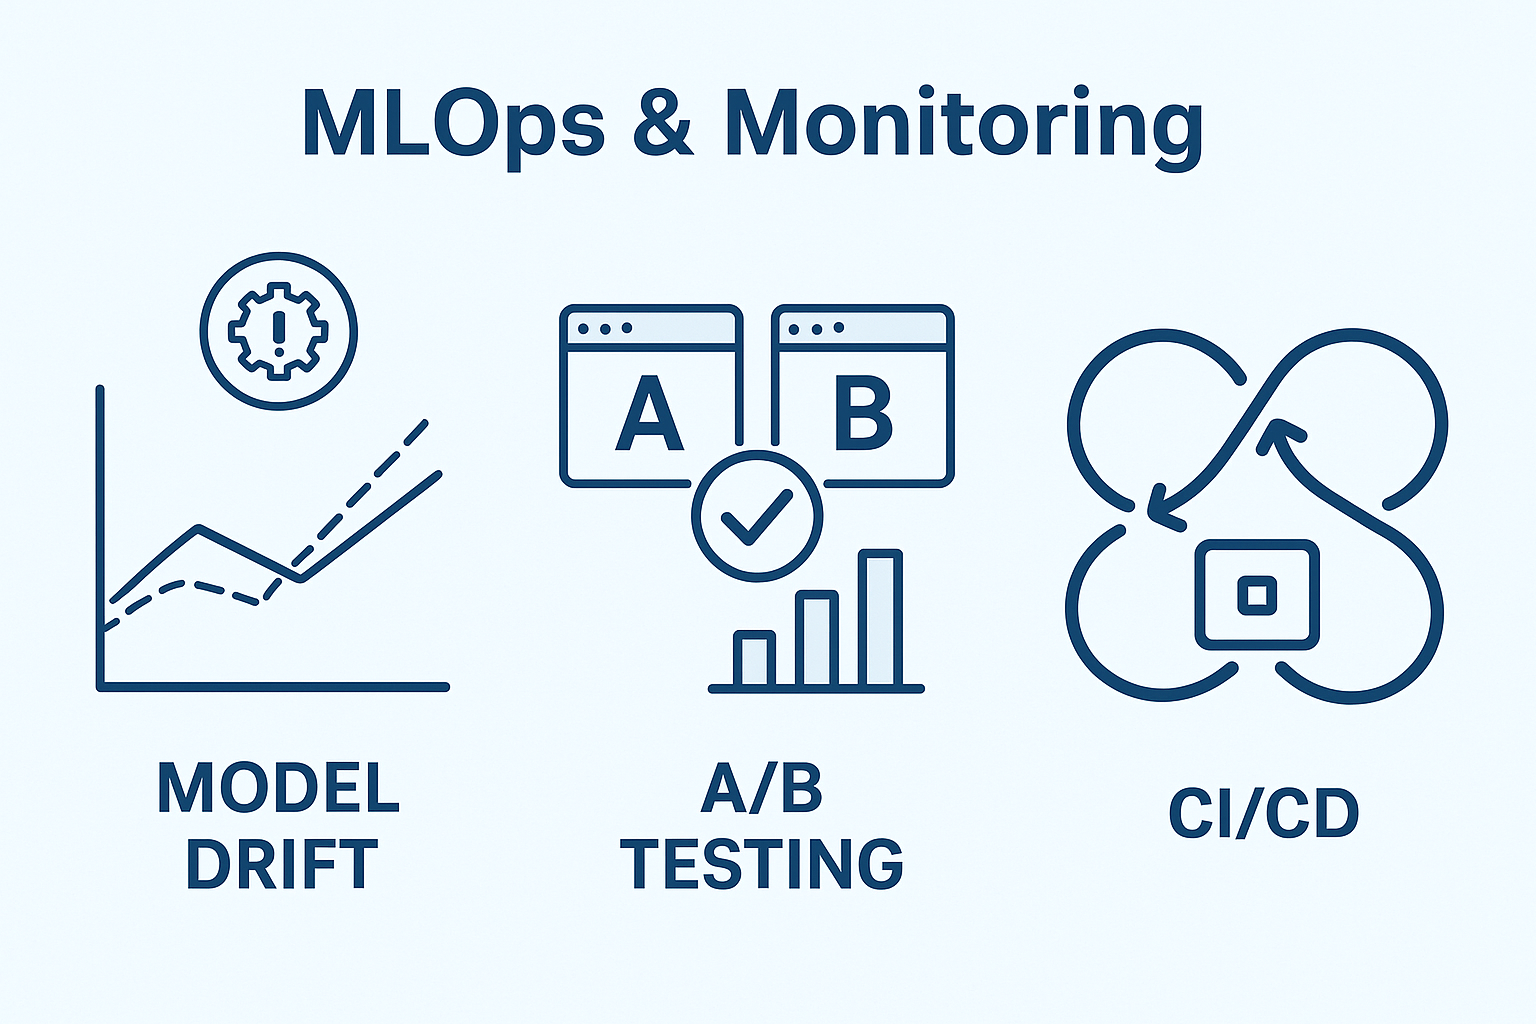 MLOps & Monitoring
A
B
MODEL
DRIFT
A/B
TESTING
CI/CD